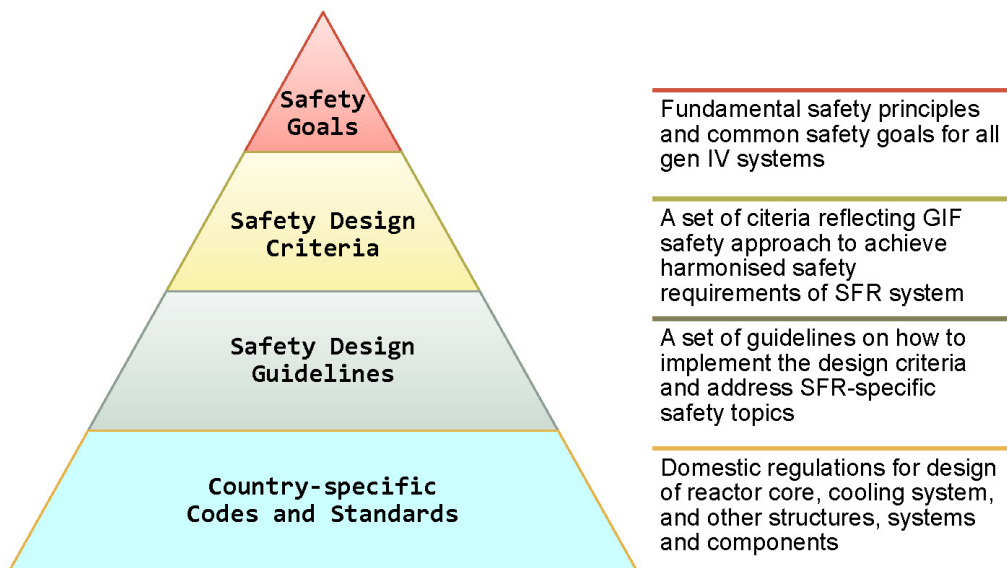 Safety
Goals
Fundamental safety principles
and common safety goals for all
gen IV systems
Safety Design
Criteria
A set of citeria reflecting GIF
safety approach to achieve
harmonised safety
requirements of SFR system
Safety Design
Guidelines
A set of guidelines on how to
implement the design criteria
and address SFR-specific
safety topics
Country-specific
Codes and Standards
Domestic regulations for design
of reactor core, cooling system,
and other structures, systems
and components